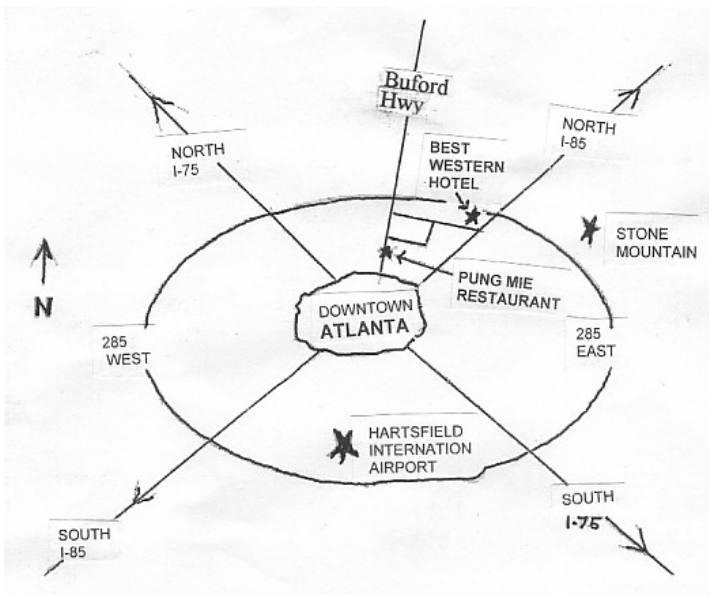 Buford
Hwy
NORTH
I-75
NORTH
I-85
BEST
WESTERN
HOTEL
STONE
MOUNTAIN
N
PUNG MIE
RESTAURANT
DOWNTOWN
ATLANTA
285
WEST
285
EAST
HARTSFIELD
INTERNATION
AIRPORT
SOUTH
I-85
SOUTH
I-75